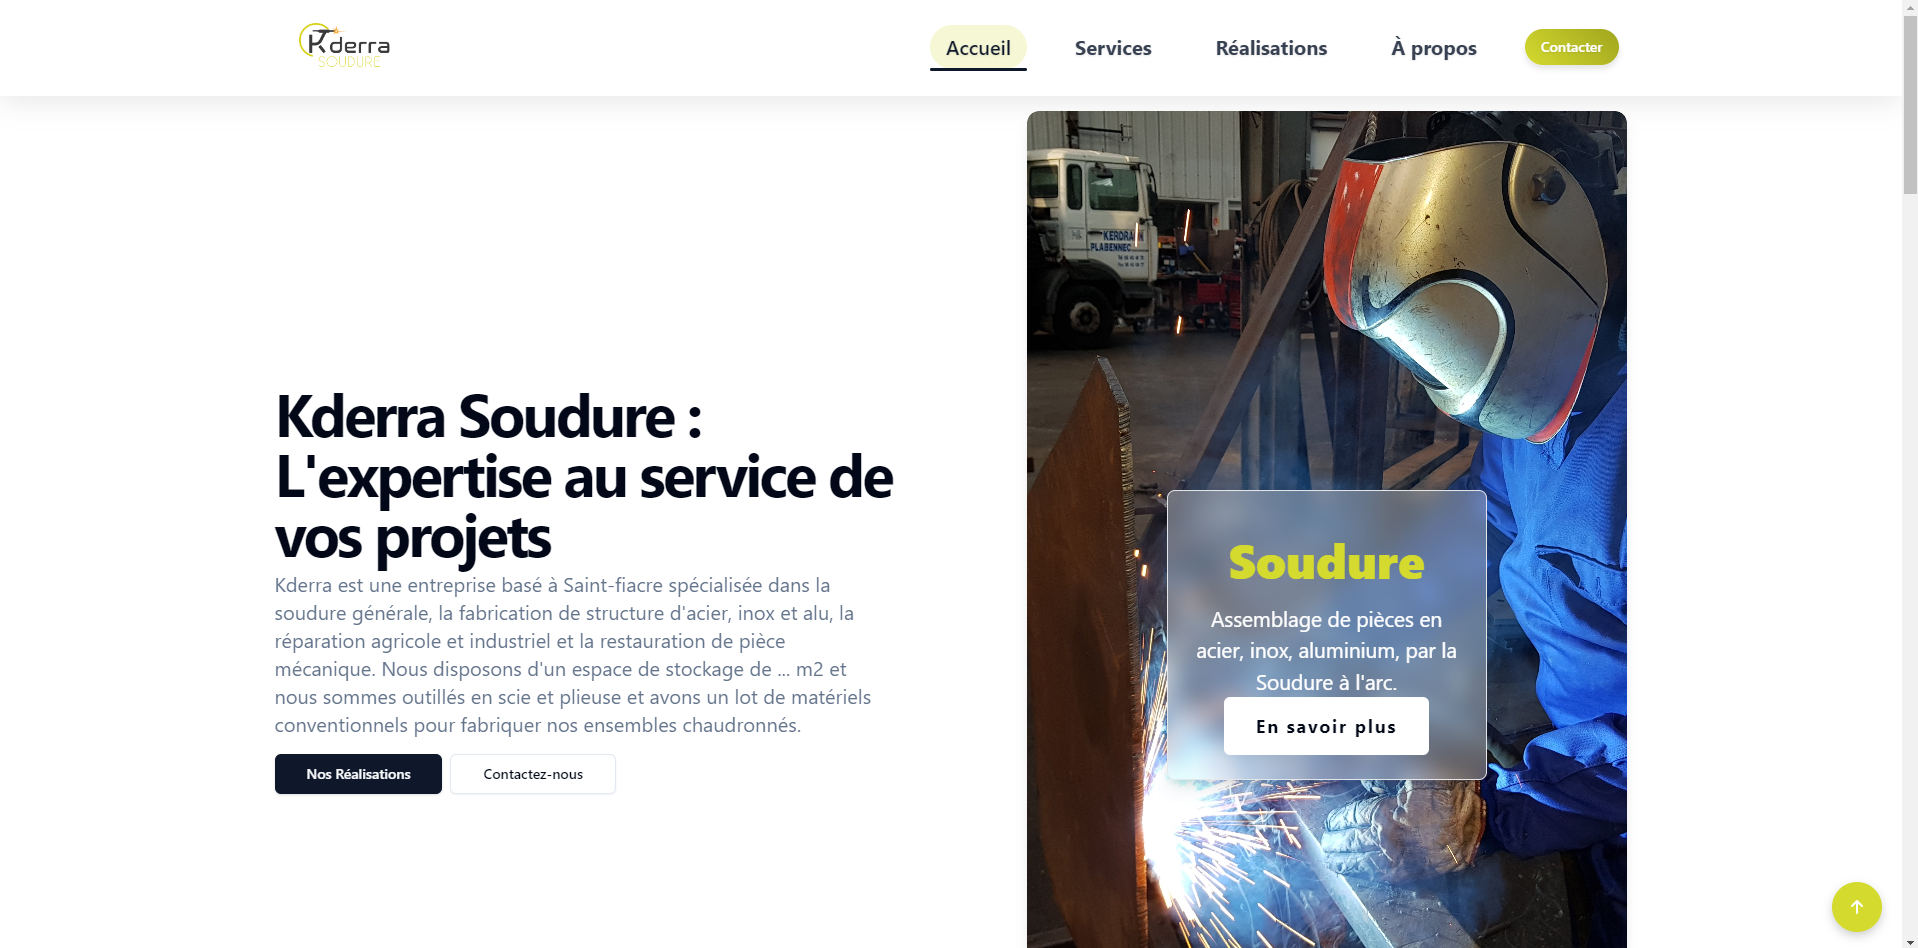 Kderra
SOUDURE
Accueil
Services
Réalisations
À propos
Contacter
KERDRAON
PLABENNEC
Kderra Soudure :
L'expertise au service de
vos projets
Kderra est une entreprise basé à Saint-fiacre spécialisée dans la
soudure générale, la fabrication de structure d'acier, inox et alu, la
réparation agricole et industriel et la restauration de pièce
mécanique. Nous disposons d'un espace de stockage de ... m2 et
nous sommes outillés en scie et plieuse et avons un lot de matériels
conventionnels pour fabriquer nos ensembles chaudronnés.
Nos Réalisations
Contactez-nous
Soudure
Assemblage de pièces en
acier, inox, aluminium, par la
Soudure à l'arc.
En savoir plus